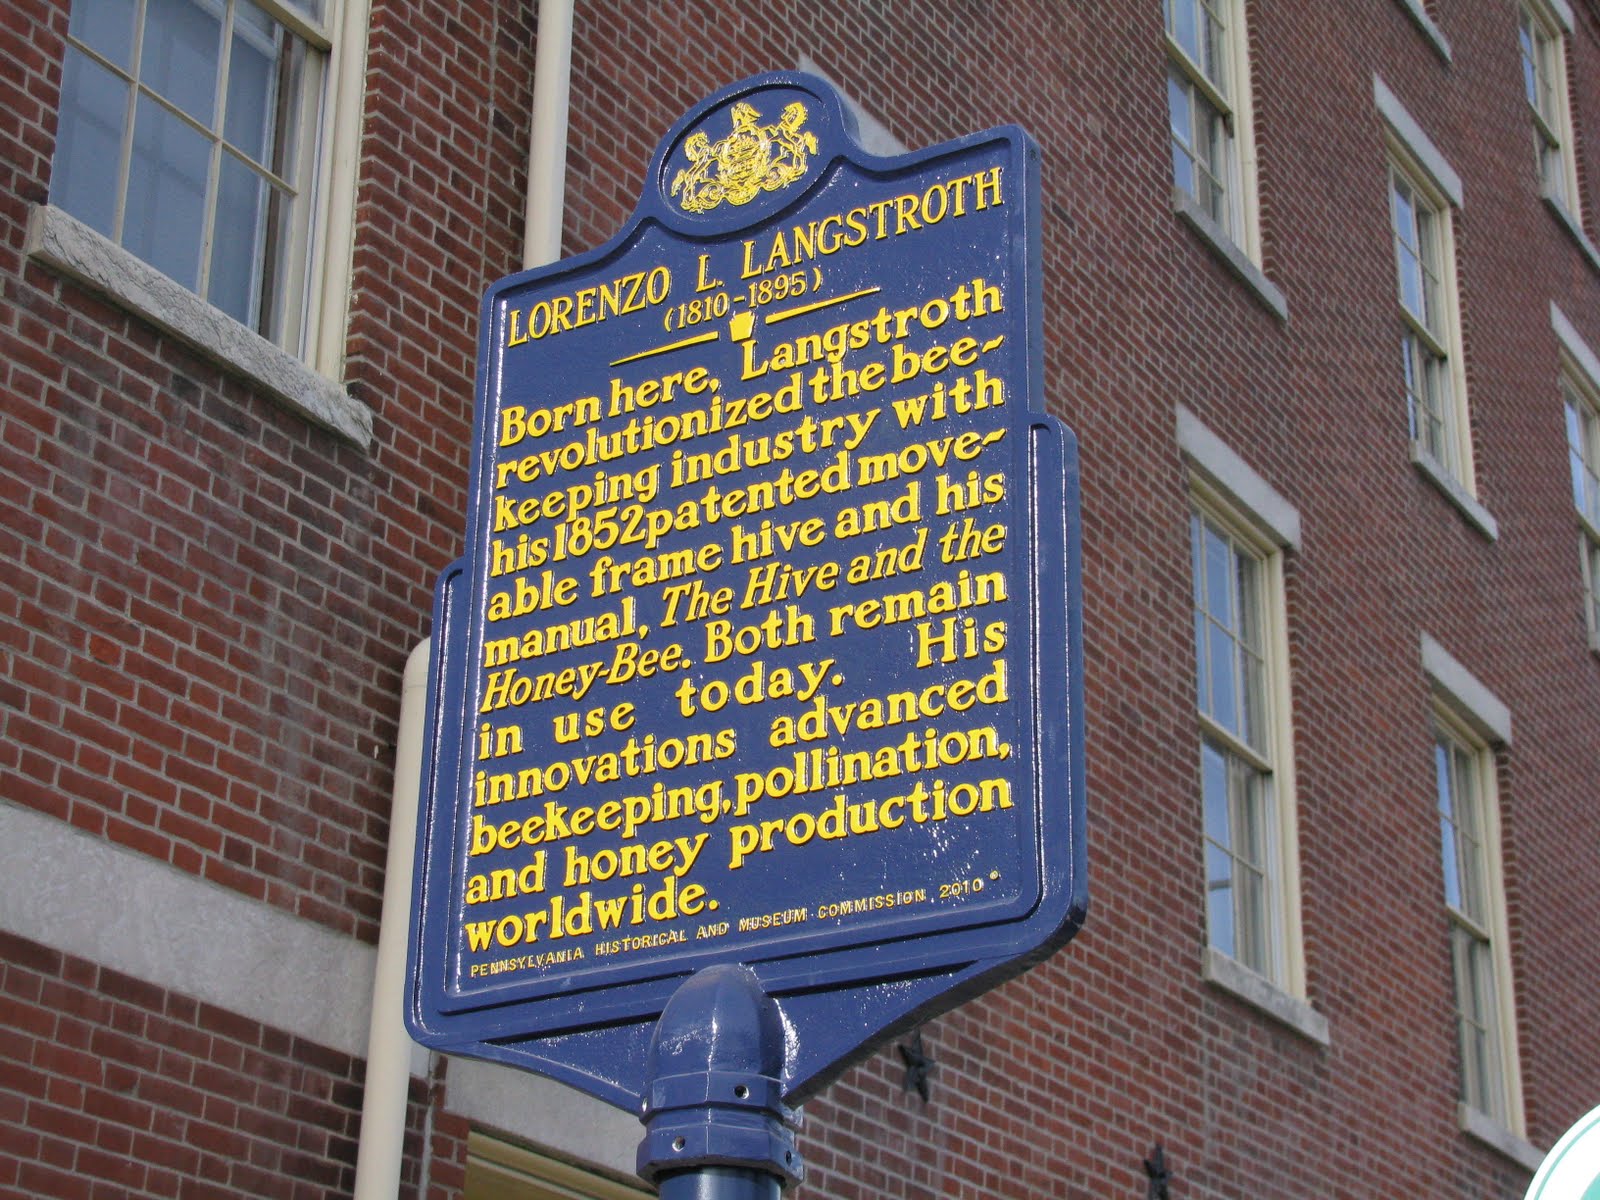 LORENZO L. LANGSTROTH
(1810-1895)
Born here, Langstroth
revolutionized the bee-
keeping industry with
his 1852 patented move-
able frame hive and his
manual, The Hive and the
Honey-Bee. Both remain
in use today. His
innovations advanced
beekeeping, pollination,
and honey production
worldwide.
PENNSYLVANIA HISTORICAL AND MUSEUM COMMISSION 2010